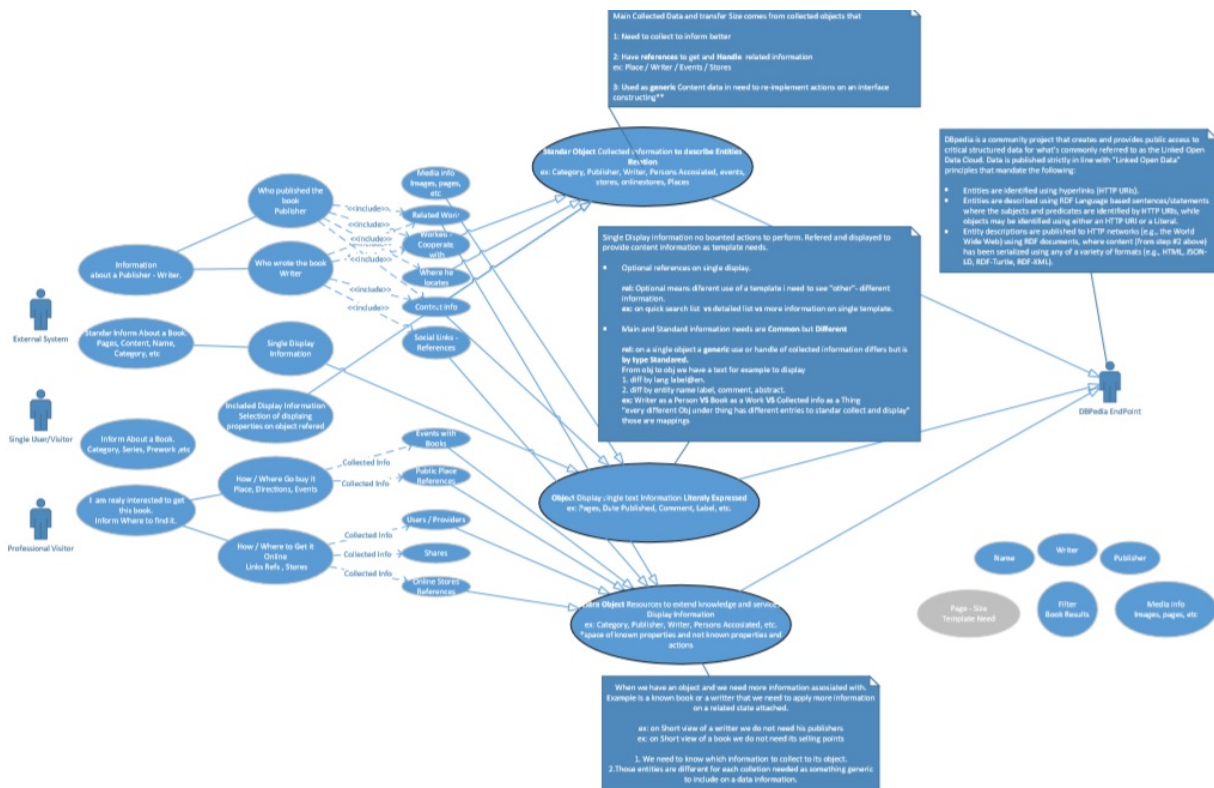 Main Collected Data and transfer Size comes from collected objects that
1: Need to collect to inform better
2: Have references to get and Handle related information
ex: Place / Writer / Events / Stores
3: Used as generic Content data in need to re-implement actions on an interface
constructing**
Standar Object Collected Information to describe Entities
Relation
ex: Category, Publisher, Writer, Persons Assosiated, events,
stores, onlinestores, Places
DBpedia is a community project that creates and provides public access to
critical structured data for what's commonly referred to as the Linked Open
Data Cloud. Data is published strictly in line with "Linked Open Data"
principles that mandate the following:
• Entities are identified using hyperlinks (HTTP URIs).
• Entities are described using RDF Language based sentences/statements
where the subjects and predicates are identified by HTTP URIs, while
objects may be identified using either an HTTP URI or a Literal.
• Entity descriptions are published to HTTP networks (e.g., the World
Wide Web) using RDF documents, where content (from step #2 above)
has been serialized using any of a variety of formats (e.g., HTML, JSON-
LD, RDF-Turtle, RDF-XML).
Media info
Images, pages,
etc
Who published the
book
Publisher
<<include>>
Related Work
<<include>>
Cooperate
with
Who wrote the book
Writer
Where he
locates
<<include>>
<<include>>
Contact Info
Social Links -
References
Information
about a Publisher - Writer.
External System
Standar Inform About a Book.
Pages, Content, Name,
Category, etc
Single Display
Information
Included Display Information
Selection of displaing
properties on object refered
Single User/Visitor
Inform About a Book.
Category, Series, Prework ,etc
I am realy interested to get
this book.
Inform Where to find it.
Professional Visitor
How / Where Go buy it
Place, Directions, Events
Collected Info
Events with
Books
Collected Info
Public Place
References
How / Where to Get it
Online
Links Refs , Stores
Collected Info
Users / Providers
Collected Info
Shares
Collected Info
Online Stores
References
Single Display Information no bounted actions to perform. Refered and displayed to
provide content information as template needs.
• Optional references on single display.
ref: Optional means diferent use of a template i need to see "other"- different
information.
ex: on quick search list vs detailed list vs more information on single template.
• Main and Standard information needs are Common but Different
ref: on a single object a generic use or handle of collected information differs but is
by type Standared.
From obj to obj we have a text for example to display
1. diff by lang label@en.
2. diff by entity name label, comment, abstract.
ex: Writer as a Person VS Book as a Work VS Collected info as a Thing
"every different Obj under thing has different entries to standar collect and display"
those are mappings
DBPedia EndPoint
Object Display single text Information Literaly Expressed
ex: Pages, Date Published, Comment, Label, etc.
Object Resources to extend knowledge and service
Display Information
ex: Category, Publisher, Writer, Persons Assosiated, etc.
*space of known properties and not known properties and
actions
Name
Writer
Publisher
Page - Size
Template Need
Filter
Book Results
Media info
Images, pages, etc
When we have an object and we need more information assosiated with.
Example is a known book or a writter that we need to apply more information
on a related state attached.
ex: on Short view of a writter we do not need his publishers
ex: on Short view of a book we do not need its selling points
1. We need to know which information to collect to its object.
2.Those entities are different for each colletion needed as something generic
to include on a data information.